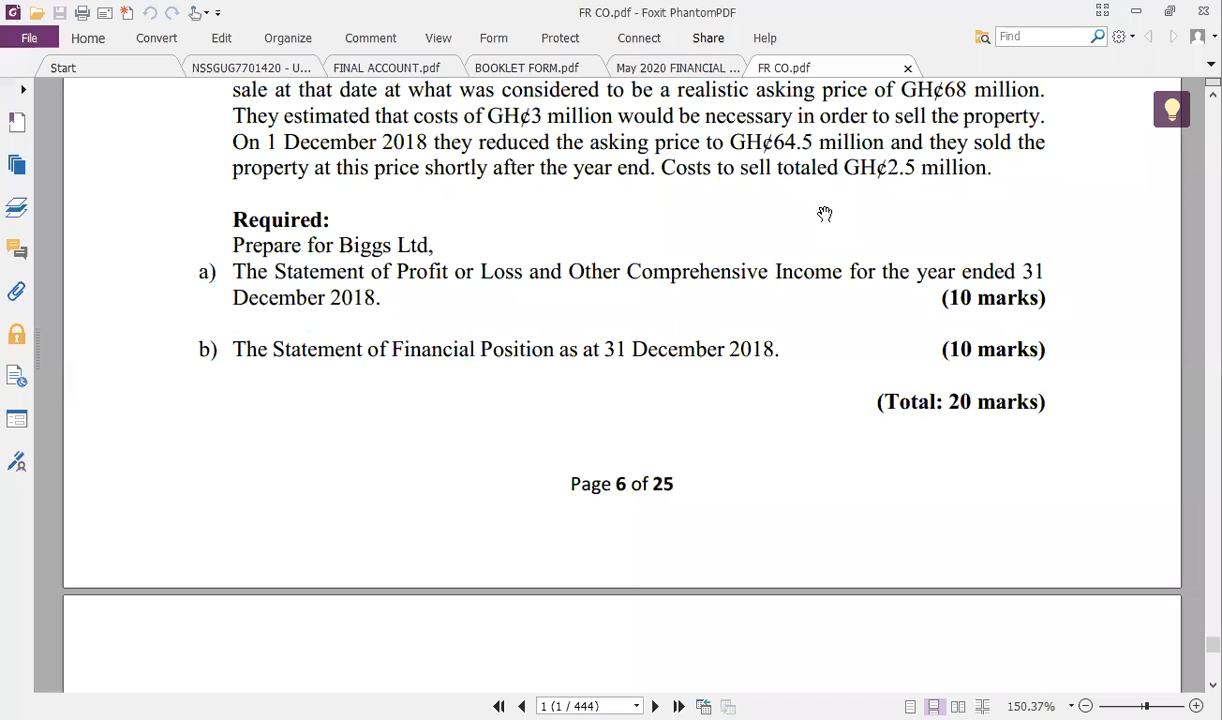 FR CO.pdf - Foxit PhantomPDF
File Home Convert Edit Organize Comment View Form Protect Connect Share Help Find
Start NSSGUG7701420 - U... FINAL ACCOUNT.pdf BOOKLET FORM.pdf May 2020 FINANCIAL ... FR CO.pdf
sale at that date at what was considered to be a realistic asking price of GH¢68 million.
They estimated that costs of GH¢3 million would be necessary in order to sell the property.
On 1 December 2018 they reduced the asking price to GH¢64.5 million and they sold the
property at this price shortly after the year end. Costs to sell totaled GH¢2.5 million.
Required:
Prepare for Biggs Ltd,
a) The Statement of Profit or Loss and Other Comprehensive Income for the year ended 31
December 2018. (10 marks)
b) The Statement of Financial Position as at 31 December 2018. (10 marks)
(Total: 20 marks)
Page 6 of 25
1 (1 / 444) 150.37%